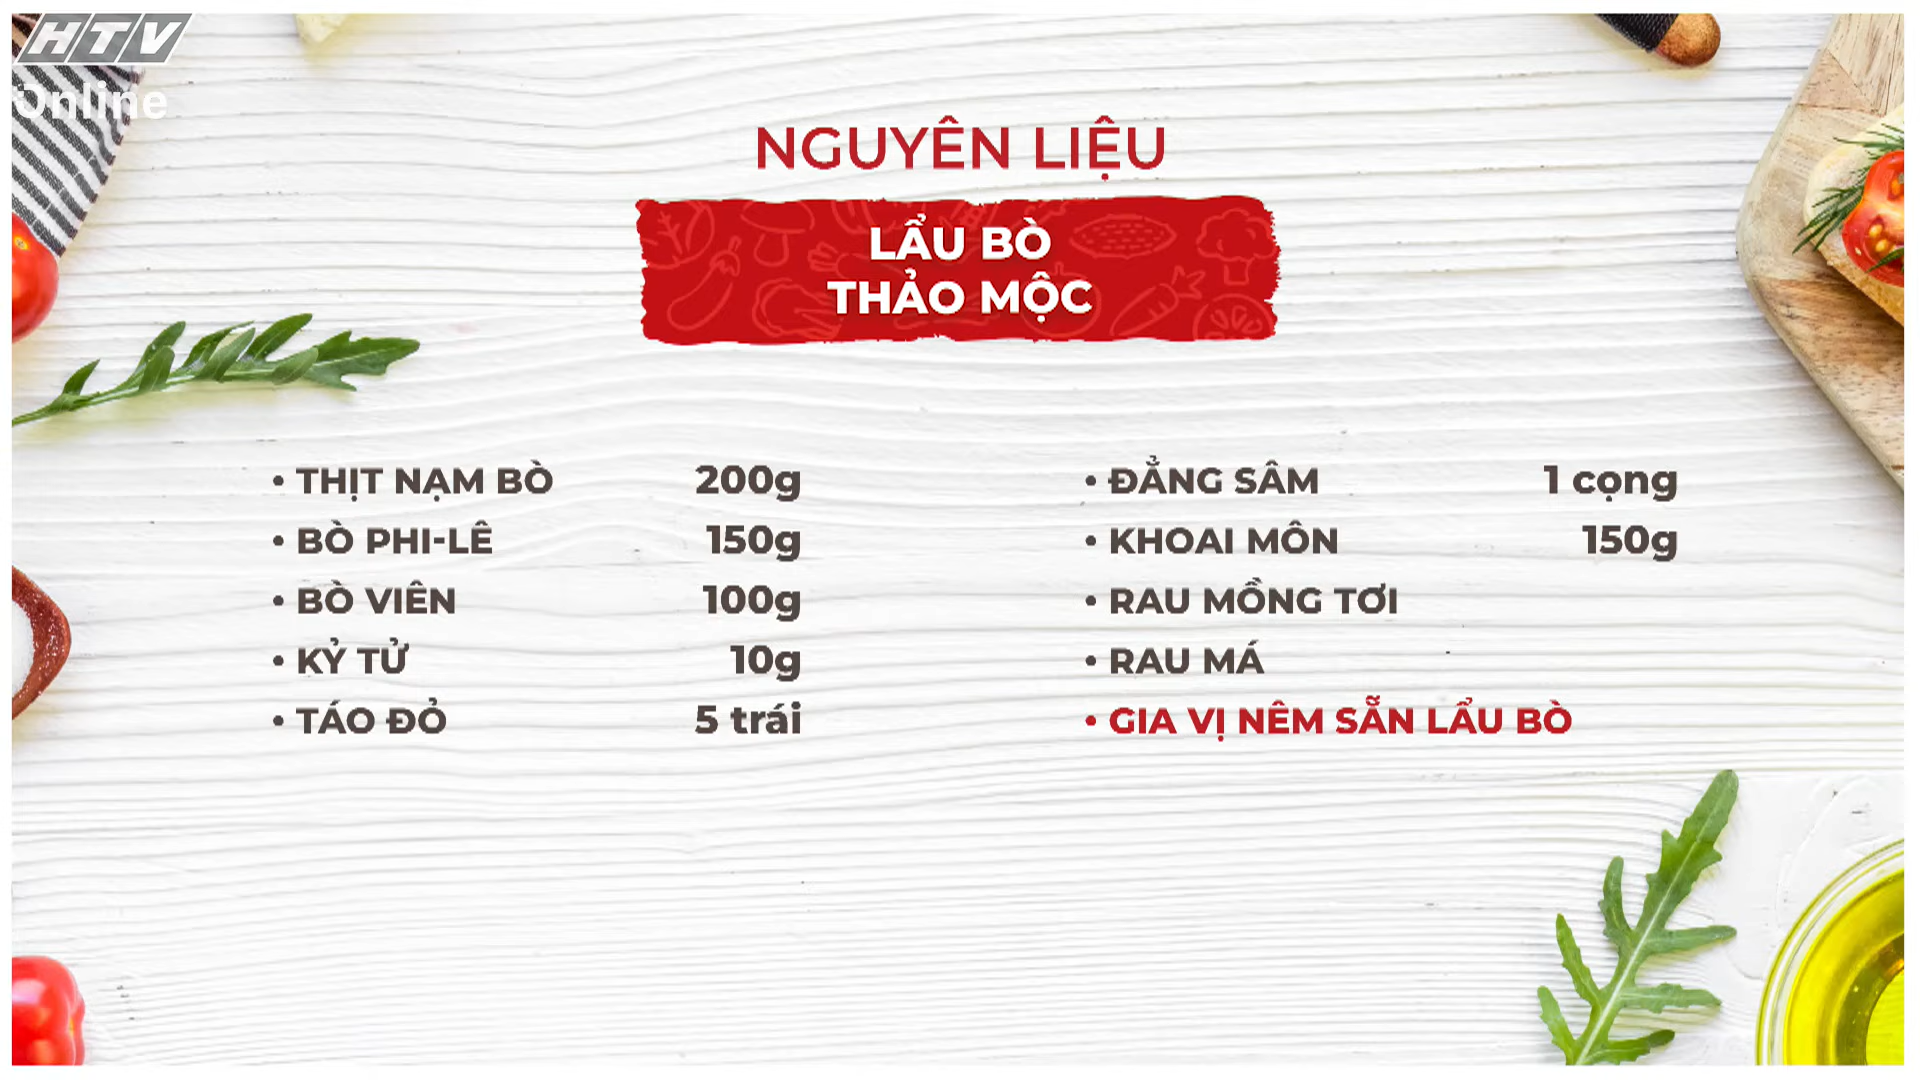 HTV
Online
NGUYÊN LIỆU
LẨU BÒ
THẢO MỘC
• THỊT NẠM BÒ 200g
• BÒ PHI-LÊ 150g
• BÒ VIÊN 100g
• KỶ TỬ 10g
• TÁO ĐỎ 5 trái
• ĐẲNG SÂM 1 cọng
• KHOAI MÔN 150g
• RAU MỒNG TƠI
• RAU MÁ
• GIA VỊ NÊM SẴN LẨU BÒ